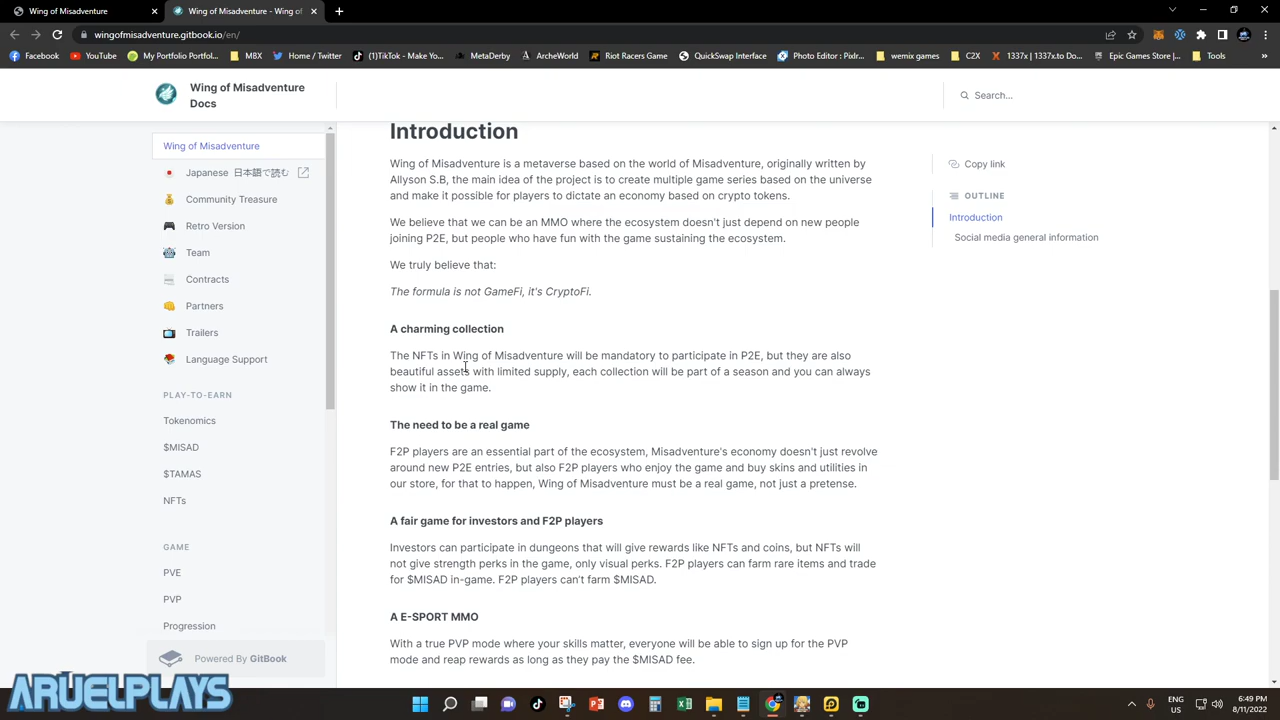 Wing of Misadventure
Wing of Misadventure - Wing of
wingofmisadventure.gitbook.io/en/
Facebook
YouTube
My Portfolio Portfol...
MBX
Home / Twitter
(1)TikTok - Make Yo...
MetaDerby
ArcheWorld
Riot Racers Game
QuickSwap Interface
Photo Editor : Pixlr...
wemix games
C2X
1337x | 1337x.to Do...
Epic Games Store |...
Tools
Wing of Misadventure
Docs
Search...
Wing of Misadventure
Japanese 日本語で読む
Community Treasure
Retro Version
Team
Contracts
Partners
Trailers
Language Support
PLAY-TO-EARN
Tokenomics
$MISAD
$TAMAS
NFTs
GAME
PVE
PVP
Progression
Powered By GitBook
Introduction
Wing of Misadventure is a metaverse based on the world of Misadventure, originally written by
Allyson S.B, the main idea of the project is to create multiple game series based on the universe
and make it possible for players to dictate an economy based on crypto tokens.
We believe that we can be an MMO where the ecosystem doesn't just depend on new people
joining P2E, but people who have fun with the game sustaining the ecosystem.
We truly believe that:
The formula is not GameFi, it's CryptoFi.
A charming collection
The NFTs in Wing of Misadventure will be mandatory to participate in P2E, but they are also
beautiful assets with limited supply, each collection will be part of a season and you can always
show it in the game.
The need to be a real game
F2P players are an essential part of the ecosystem, Misadventure's economy doesn't just revolve
around new P2E entries, but also F2P players who enjoy the game and buy skins and utilities in
our store, for that to happen, Wing of Misadventure must be a real game, not just a pretense.
A fair game for investors and F2P players
Investors can participate in dungeons that will give rewards like NFTs and coins, but NFTs will
not give strength perks in the game, only visual perks. F2P players can farm rare items and trade
for $MISAD in-game. F2P players can't farm $MISAD.
A E-SPORT MMO
With a true PVP mode where your skills matter, everyone will be able to sign up for the PVP
mode and reap rewards as long as they pay the $MISAD fee.
Copy link
OUTLINE
Introduction
Social media general information
ARUELPLAYS
ENG
US
6:49 PM
8/11/2022